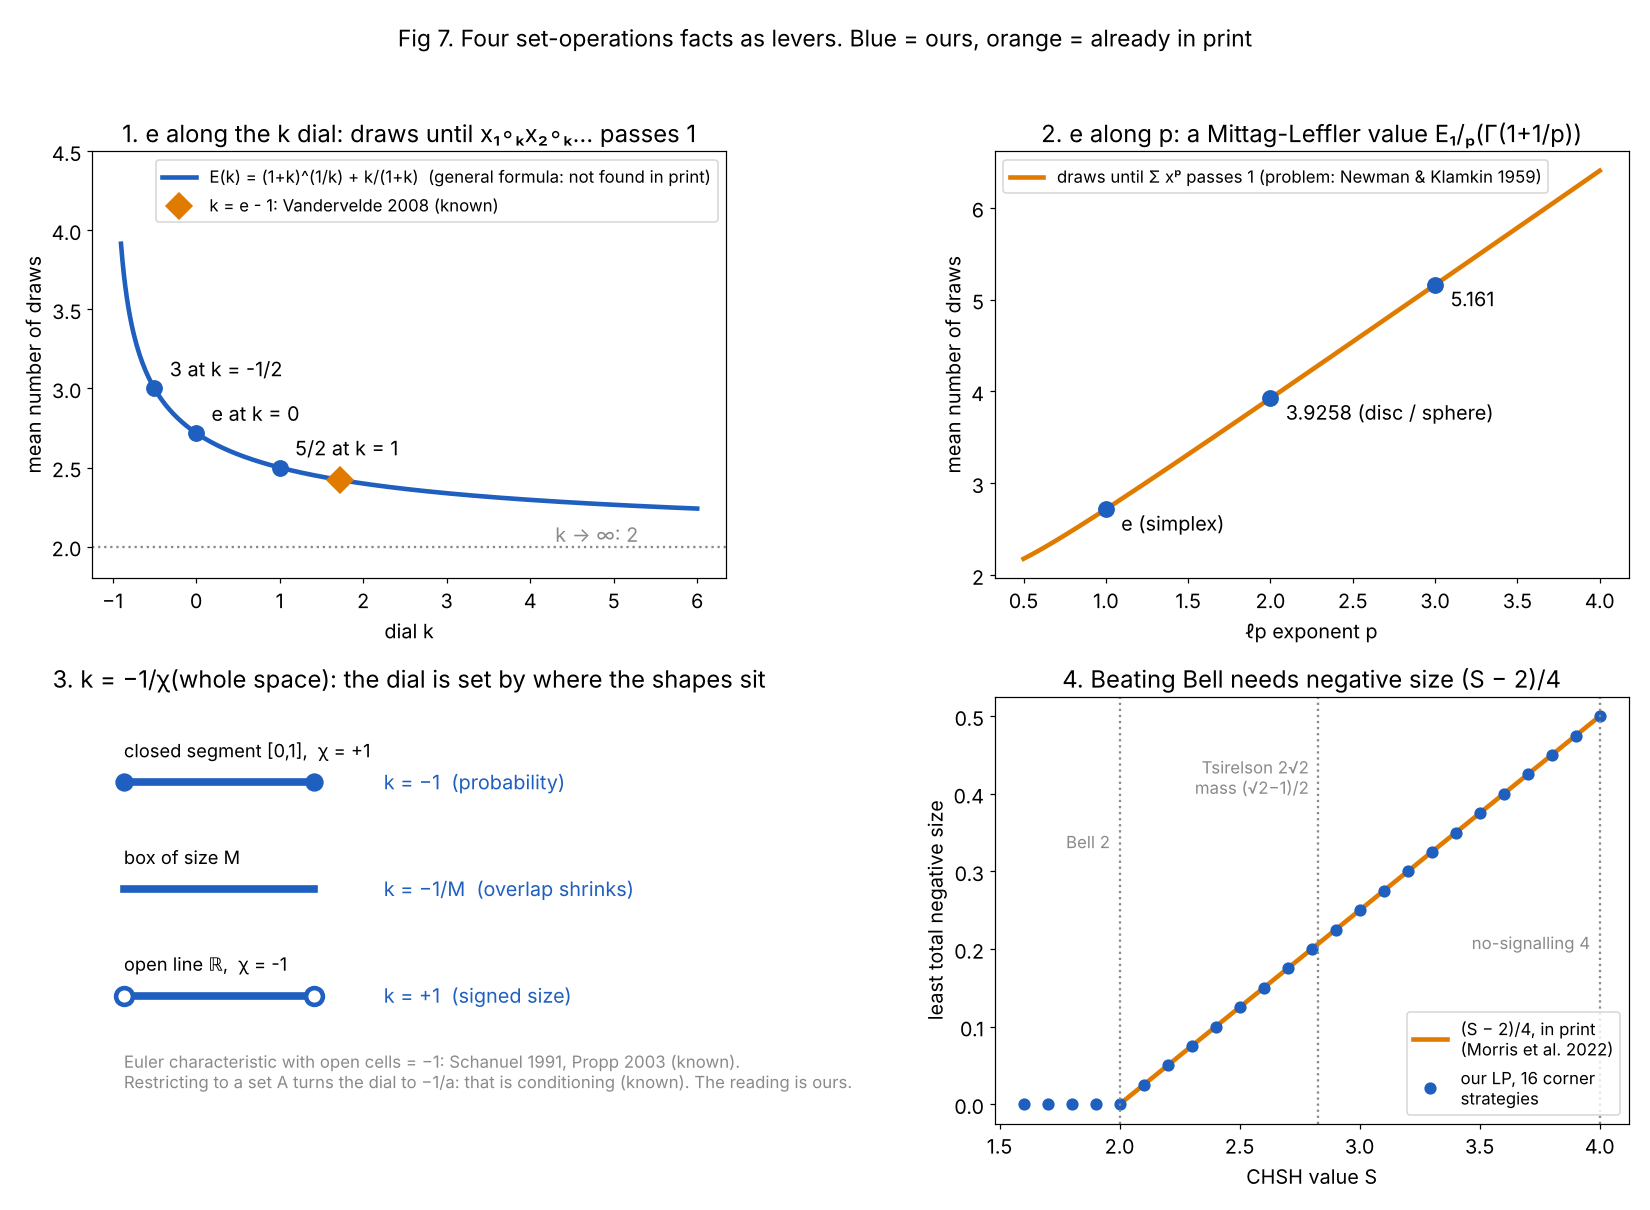 Fig 7. Four set-operations facts as levers. Blue = ours, orange = already in print
1. e along the k dial: draws until x₁∘ₖx₂∘ₖ… passes 1
E(k) = (1+k)^(1/k) + k/(1+k)  (general formula: not found in print)
k = e - 1: Vandervelde 2008 (known)
4.5
4.0
3.5
3.0
2.5
2.0
mean number of draws
3 at k = -1/2
e at k = 0
5/2 at k = 1
k → ∞: 2
−1 0 1 2 3 4 5 6
dial k
2. e along p: a Mittag-Leffler value E₁/ₚ(Γ(1+1/p))
draws until Σ xᵖ passes 1 (problem: Newman & Klamkin 1959)
6
5
4
3
2
mean number of draws
5.161
3.9258 (disc / sphere)
e (simplex)
0.5 1.0 1.5 2.0 2.5 3.0 3.5 4.0
ℓp exponent p
3. k = −1/χ(whole space): the dial is set by where the shapes sit
closed segment [0,1],  χ = +1
k = −1  (probability)
box of size M
k = −1/M  (overlap shrinks)
open line ℝ,  χ = -1
k = +1  (signed size)
Euler characteristic with open cells = −1: Schanuel 1991, Propp 2003 (known).
Restricting to a set A turns the dial to −1/a: that is conditioning (known). The reading is ours.
4. Beating Bell needs negative size (S − 2)/4
0.5
0.4
0.3
0.2
0.1
0.0
least total negative size
Tsirelson 2√2
mass (√2−1)/2
Bell 2
no-signalling 4
(S − 2)/4, in print
(Morris et al. 2022)
our LP, 16 corner
strategies
1.5 2.0 2.5 3.0 3.5 4.0
CHSH value S